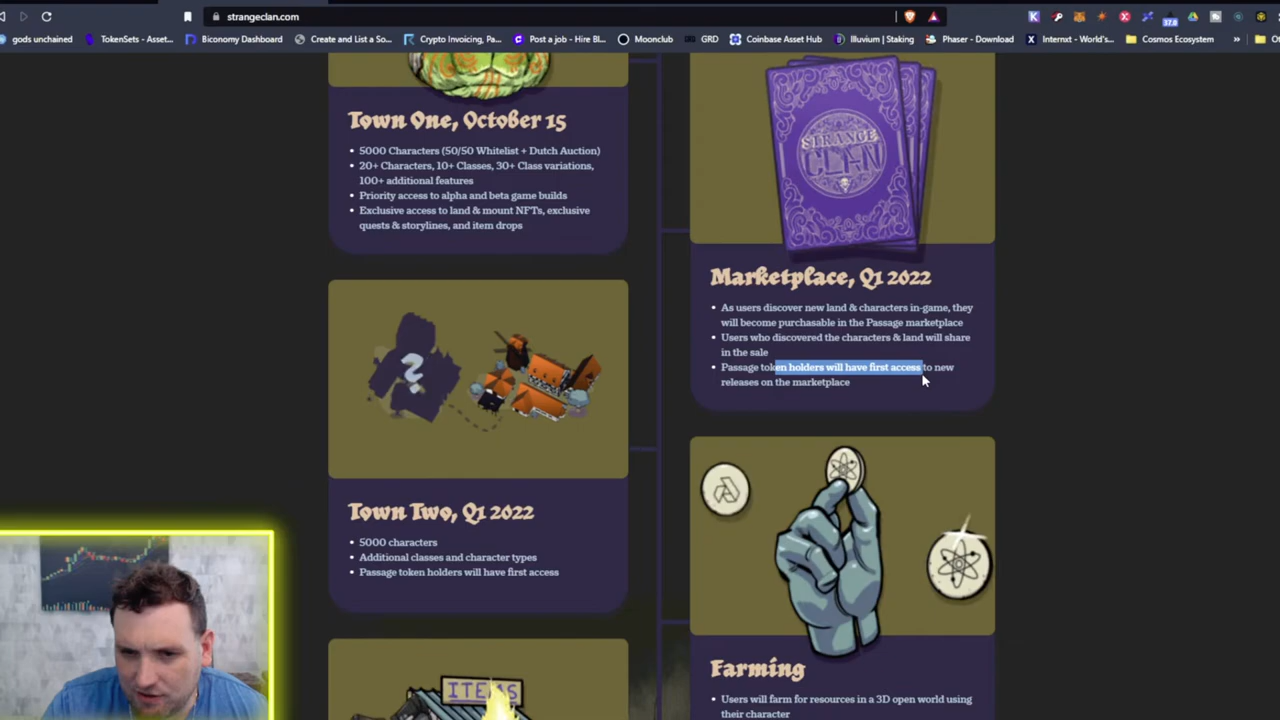 strangeclan.com
37.0
gods unchained
TokenSets - Asset...
Biconomy Dashboard
Create and List a So...
Crypto Invoicing, Pa...
Post a job - Hire Bl...
Moonclub
GRD
Coinbase Asset Hub
Illuvium | Staking
Phaser - Download
Internxt - World's...
Cosmos Ecosystem
»
Town One, October 15
• 5000 Characters (50/50 Whitelist + Dutch Auction)
• 20+ Characters, 10+ Classes, 30+ Class variations,
100+ additional features
• Priority access to alpha and beta game builds
• Exclusive access to land & mount NFTs, exclusive
quests & storylines, and item drops
?
Town Two, Q1 2022
• 5000 characters
• Additional classes and character types
• Passage token holders will have first access
ITEMS
STRANGE
CLAN
Marketplace, Q1 2022
• As users discover new land & characters in-game, they
will become purchasable in the Passage marketplace
• Users who discovered the characters & land will share
in the sale
• Passage token holders will have first access to new
releases on the marketplace
Farming
• Users will farm for resources in a 3D open world using
their character